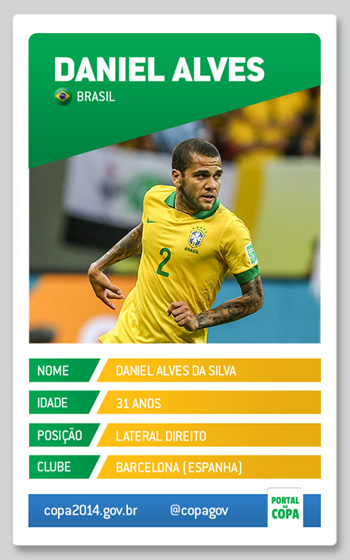 DANIEL ALVES
BRASIL
BRASIL
2
NOME DANIEL ALVES DA SILVA
IDADE 31 ANOS
POSIÇÃO LATERAL DIREITO
CLUBE BARCELONA (ESPANHA)
copa2014.gov.br @copagov
PORTAL
DA
COPA